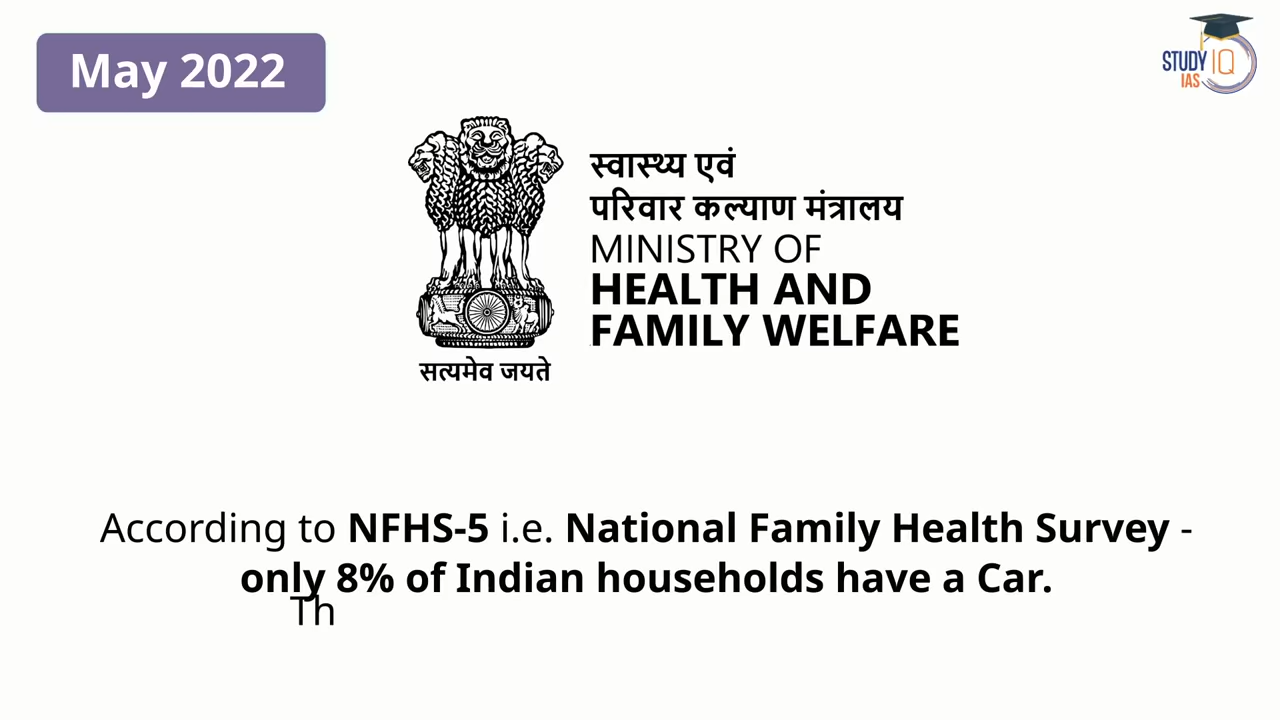 May 2022
STUDY IQ
IAS
स्वास्थ्य एवं
परिवार कल्याण मंत्रालय
MINISTRY OF
HEALTH AND
FAMILY WELFARE
सत्यमेव जयते
According to NFHS-5 i.e. National Family Health Survey -
only 8% of Indian households have a Car.
Th